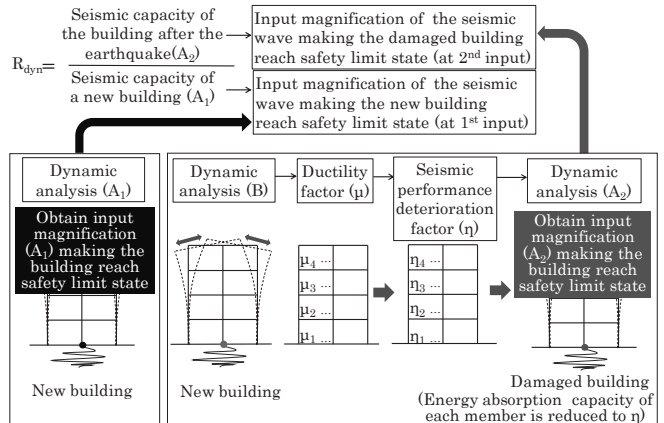 Seismic capacity of
the building after the
earthquake(A2)
Rdyn=
Seismic capacity of
a new building (A1)
Input magnification of the seismic
wave making the damaged building
reach safety limit state (at 2nd input)
Input magnification of the seismic
wave making the new building
reach safety limit state (at 1st input)
Dynamic
analysis (A1)
Obtain input
magnification
(A1) making the
building reach
safety limit state
New building
Dynamic
analysis (B)
Ductility
factor (μ)
Seismic
performance
deterioration
factor (η)
Dynamic
analysis (A2)
μ4 ...
μ3 ...
μ2 ...
μ1 ...
η4 ...
η3 ...
η2 ...
η1 ...
Obtain input
magnification
(A2) making the
building reach
safety limit state
New building
Damaged building
(Energy absorption capacity of
each member is reduced to η)